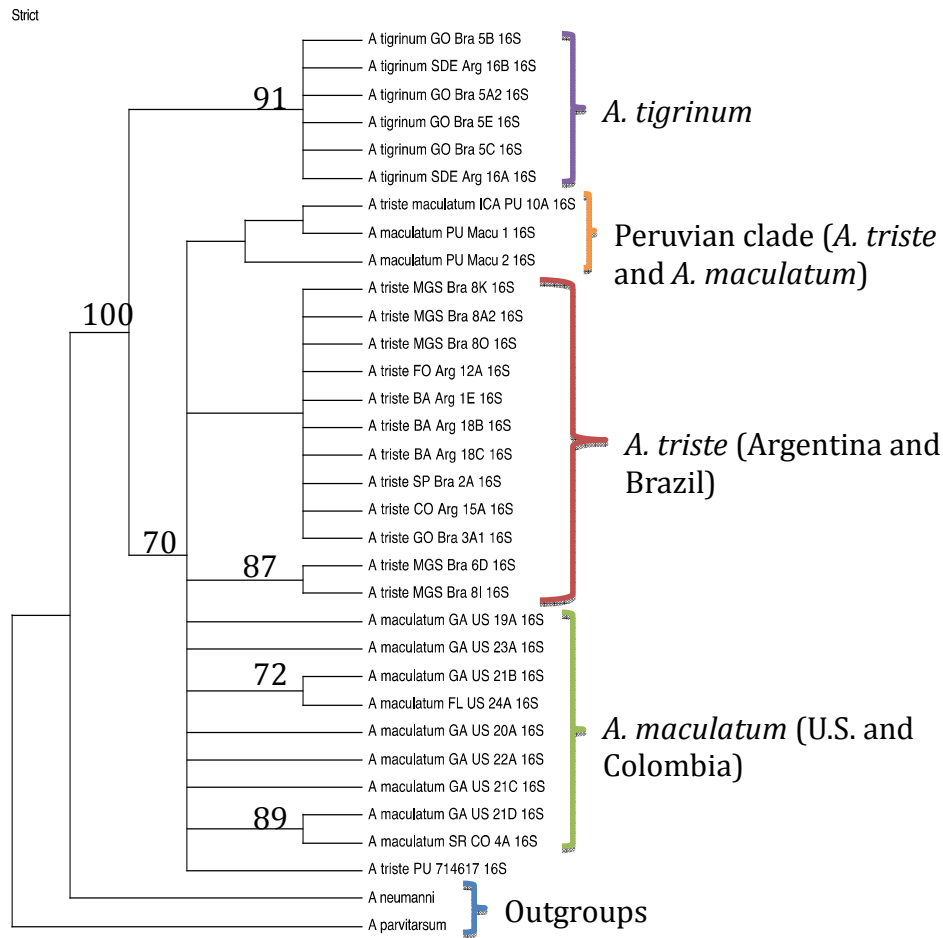 Strict
A tigrinum GO Bra 5B 16S
A tigrinum SDE Arg 16B 16S
A tigrinum GO Bra 5A2 16S
91
A tigrinum GO Bra 5E 16S
A. tigrinum
A tigrinum GO Bra 5C 16S
A tigrinum SDE Arg 16A 16S
A triste maculatum ICA PU 10A 16S
A maculatum PU Macu 1 16S
Peruvian clade (A. triste
and A. maculatum)
A maculatum PU Macu 2 16S
A triste MGS Bra 8K 16S
100
A triste MGS Bra 8A2 16S
A triste MGS Bra 8O 16S
A triste FO Arg 12A 16S
A triste BA Arg 1E 16S
A triste BA Arg 18B 16S
A. triste (Argentina and
Brazil)
A triste BA Arg 18C 16S
A triste SP Bra 2A 16S
A triste CO Arg 15A 16S
A triste GO Bra 3A1 16S
70
87
A triste MGS Bra 6D 16S
A triste MGS Bra 8I 16S
A maculatum GA US 19A 16S
A maculatum GA US 23A 16S
72
A maculatum GA US 21B 16S
A maculatum FL US 24A 16S
A maculatum GA US 20A 16S
A. maculatum (U.S. and
Colombia)
A maculatum GA US 22A 16S
A maculatum GA US 21C 16S
89
A maculatum GA US 21D 16S
A maculatum SR CO 4A 16S
A triste PU 714617 16S
A neumanni
Outgroups
A parvitarsum